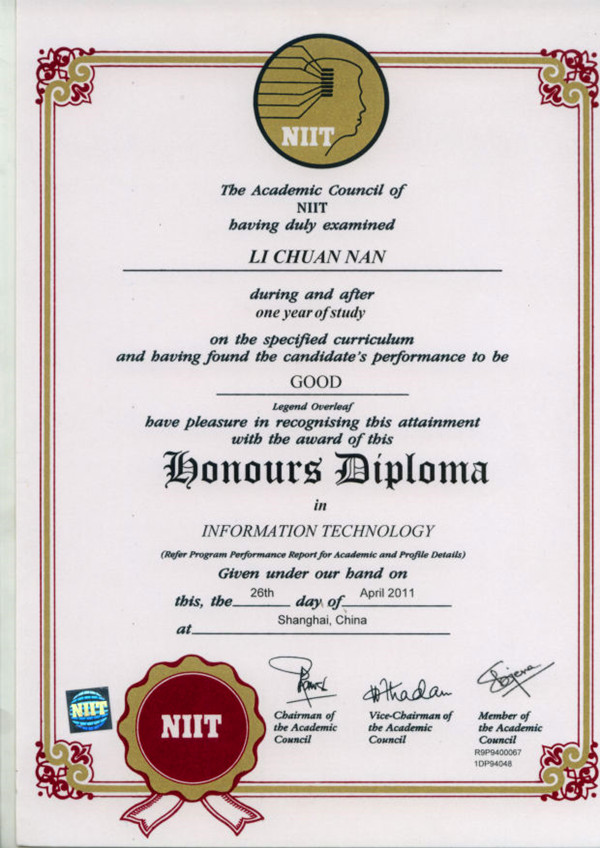 NIIT
The Academic Council of
NIIT
having duly examined
LI CHUAN NAN
during and after
one year of study
on the specified curriculum
and having found the candidate's performance to be
GOOD
Legend Overleaf
have pleasure in recognising this attainment
with the award of this
Honours Diploma
in
INFORMATION TECHNOLOGY
(Refer Program Performance Report for Academic and Profile Details)
Given under our hand on
this, the 26th day of April 2011
at Shanghai, China
NIIT
NIIT
Chairman of
the Academic
Council
Vice-Chairman of
the Academic
Council
Member of
the Academic
Council
R9P9400067
1DP94048